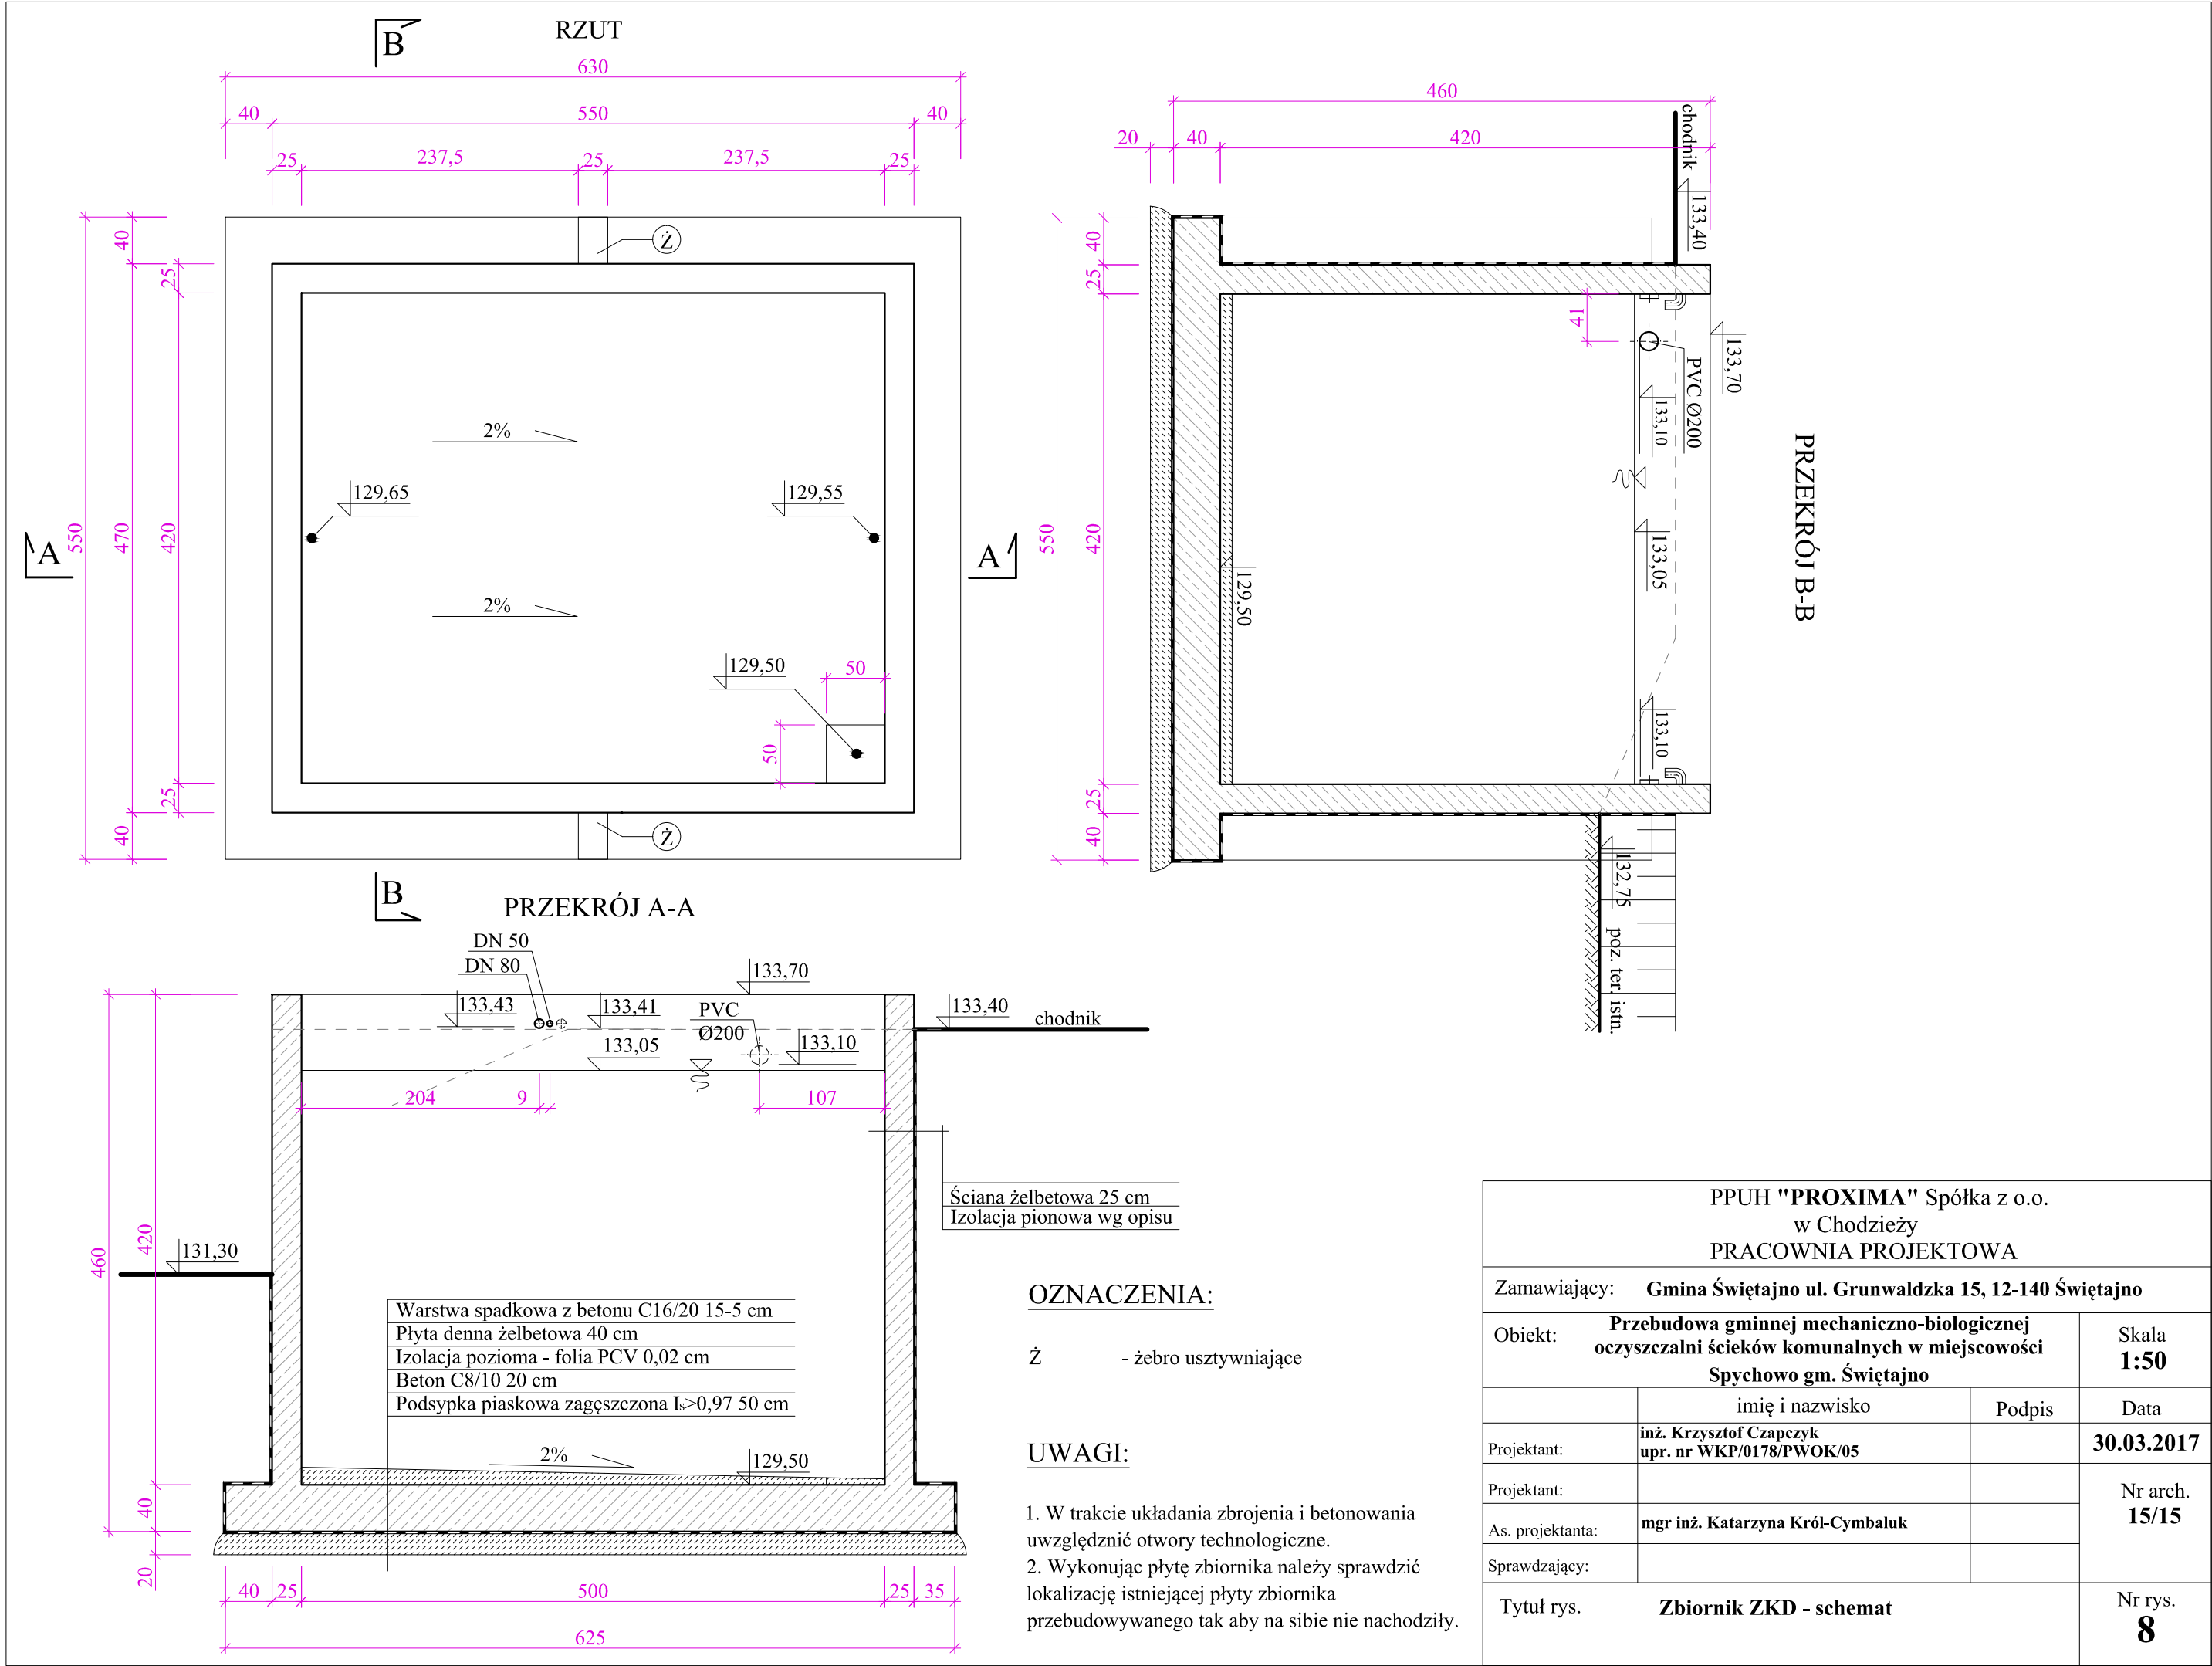 RZUT
B
630
40
550
40
25
237,5
25
237,5
25
Ż
550
40
470
40
25
420
25
2%
129,65
129,55
A
A
2%
129,50
50
50
Ż
B
460
20
40
420
chodnik
133,40
40
25
41
PVC Ø200
133,70
133,10
550
420
129,50
133,05
133,10
25
40
132,75
poz. ter. istn.
PRZEKRÓJ B-B
PRZEKRÓJ A-A
DN 50
DN 80
133,70
133,43
133,41
PVC
Ø200
133,40
chodnik
133,05
133,10
204
9
107
Ściana żelbetowa 25 cm
Izolacja pionowa wg opisu
460
420
131,30
Warstwa spadkowa z betonu C16/20 15-5 cm
Płyta denna żelbetowa 40 cm
Izolacja pozioma - folia PCV 0,02 cm
Beton C8/10 20 cm
Podsypka piaskowa zagęszczona Is>0,97 50 cm
2%
129,50
40
20
40
25
500
25
35
625
OZNACZENIA:
Ż - żebro usztywniające
UWAGI:
1. W trakcie układania zbrojenia i betonowania
uwzględznić otwory technologiczne.
2. Wykonując płytę zbiornika należy sprawdzić
lokalizację istniejącej płyty zbiornika
przebudowywanego tak aby na sibie nie nachodziły.
PPUH "PROXIMA" Spółka z o.o.
w Chodzieży
PRACOWNIA PROJEKTOWA
Zamawiający: Gmina Świętajno ul. Grunwaldzka 15, 12-140 Świętajno
Obiekt: Przebudowa gminnej mechaniczno-biologicznej
oczyszczalni ścieków komunalnych w miejscowości
Spychowo gm. Świętajno
Skala
1:50
imię i nazwisko
Podpis
Data
Projektant: inż. Krzysztof Czapczyk
upr. nr WKP/0178/PWOK/05
30.03.2017
Projektant:
Nr arch.
15/15
As. projektanta: mgr inż. Katarzyna Król-Cymbaluk
Sprawdzający:
Tytuł rys. Zbiornik ZKD - schemat
Nr rys.
8